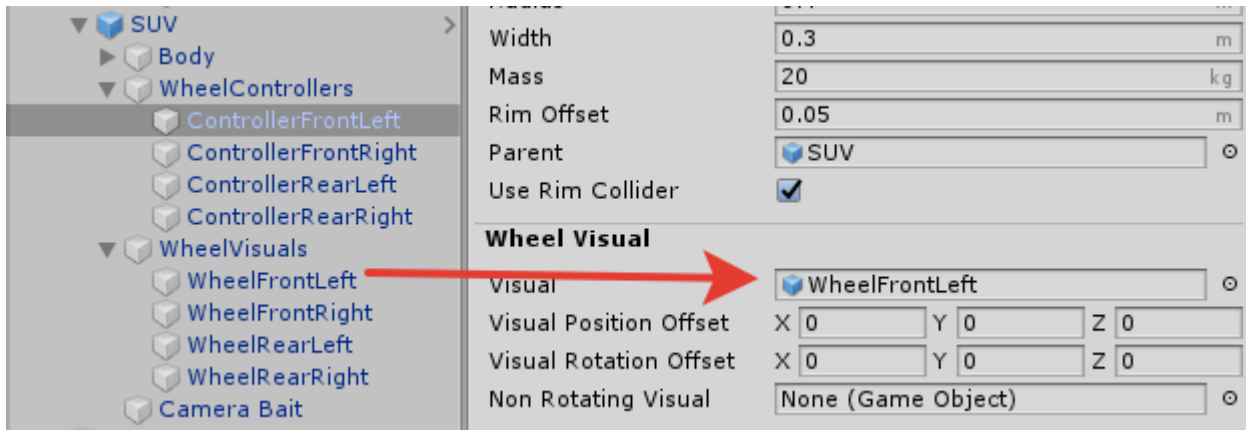 SUV
Body
WheelControllers
ControllerFrontLeft
ControllerFrontRight
ControllerRearLeft
ControllerRearRight
WheelVisuals
WheelFrontLeft
WheelFrontRight
WheelRearLeft
WheelRearRight
Camera Bait
Width 0.3 m
Mass 20 kg
Rim Offset 0.05 m
Parent SUV
Use Rim Collider
Wheel Visual
Visual WheelFrontLeft
Visual Position Offset X 0 Y 0 Z 0
Visual Rotation Offset X 0 Y 0 Z 0
Non Rotating Visual None (Game Object)